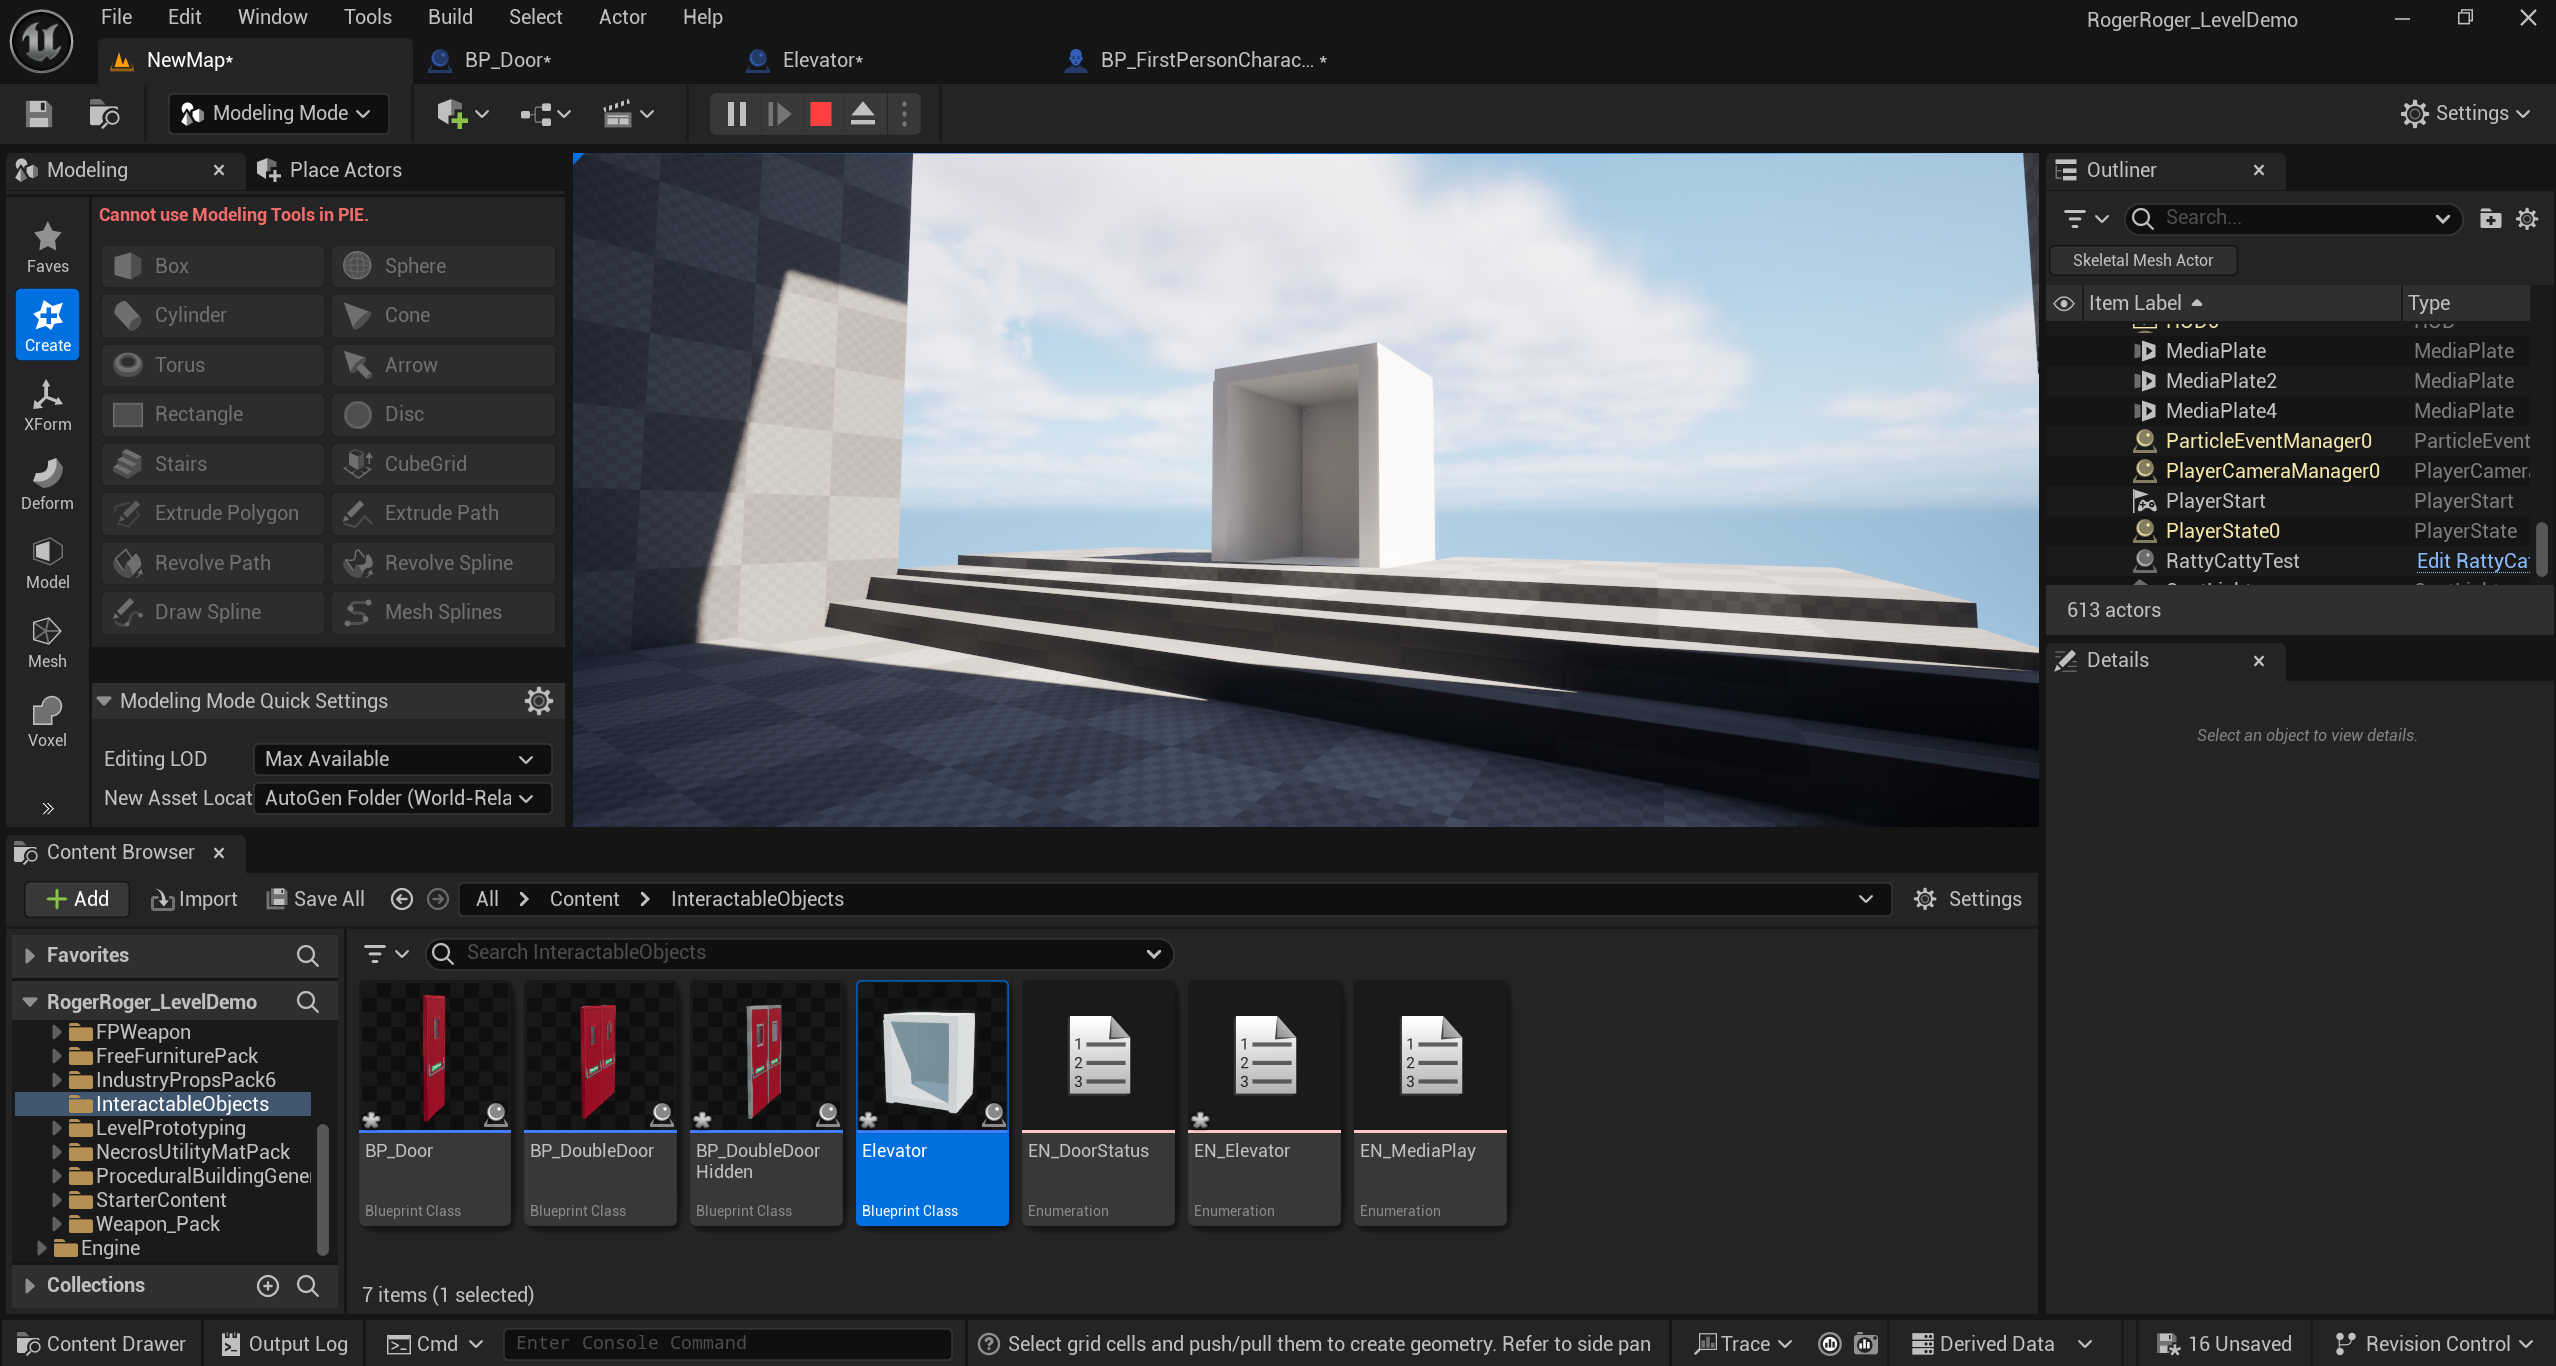 File Edit Window Tools Build Select Actor Help
RogerRoger_LevelDemo
NewMap*
BP_Door*
Elevator*
BP_FirstPersonCharac... *
Modeling Mode
Settings
Modeling
Place Actors
Cannot use Modeling Tools in PIE.
Faves
Create
XForm
Deform
Model
Mesh
Voxel
Box
Sphere
Cylinder
Cone
Torus
Arrow
Rectangle
Disc
Stairs
CubeGrid
Extrude Polygon
Extrude Path
Revolve Path
Revolve Spline
Draw Spline
Mesh Splines
Modeling Mode Quick Settings
Editing LOD
Max Available
New Asset Locat
AutoGen Folder (World-Rela
Outliner
Search...
Skeletal Mesh Actor
Item Label
Type
MediaPlate MediaPlate
MediaPlate2 MediaPlate
MediaPlate4 MediaPlate
ParticleEventManager0 ParticleEvent
PlayerCameraManager0 PlayerCamer
PlayerStart PlayerStart
PlayerState0 PlayerState
RattyCattyTest Edit RattyCa
613 actors
Details
Select an object to view details.
Content Browser
Add
Import
Save All
All > Content > InteractableObjects
Settings
Favorites
RogerRoger_LevelDemo
FPWeapon
FreeFurniturePack
IndustryPropsPack6
InteractableObjects
LevelPrototyping
NecrosUtilityMatPack
ProceduralBuildingGene
StarterContent
Weapon_Pack
Engine
Collections
Search InteractableObjects
BP_Door
Blueprint Class
BP_DoubleDoor
Blueprint Class
BP_DoubleDoor
Hidden
Blueprint Class
Elevator
Blueprint Class
1
2
3
EN_DoorStatus
Enumeration
1
2
3
EN_Elevator
Enumeration
1
2
3
EN_MediaPlay
Enumeration
7 items (1 selected)
Content Drawer
Output Log
Cmd
Enter Console Command
Select grid cells and push/pull them to create geometry. Refer to side pan
Trace
Derived Data
16 Unsaved
Revision Control